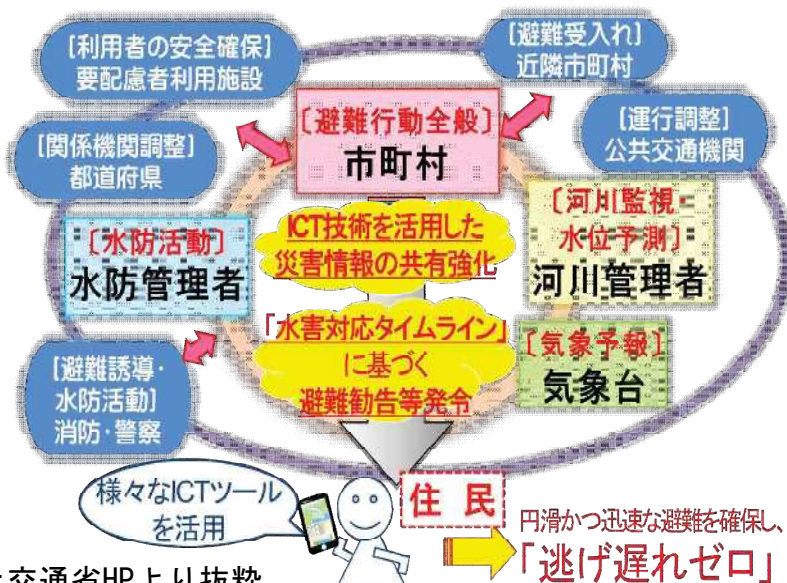 [利用者の安全確保]
要配慮者利用施設
[避難受入れ]
近隣市町村
[関係機関調整]
都道府県
〔避難行動全般〕
市町村
[運行調整]
公共交通機関
〔水防活動〕
水防管理者
ICT技術を活用した
災害情報の共有強化
〔河川監視・
水位予測〕
河川管理者
「水害対応タイムライン」
に基づく
避難勧告等発令
〔気象予報〕
気象台
[避難誘導・
水防活動]
消防・警察
様々なICTツール
を活用
住民
円滑かつ迅速な避難を確保し、
「逃げ遅れゼロ」
交通省HPより抜粋